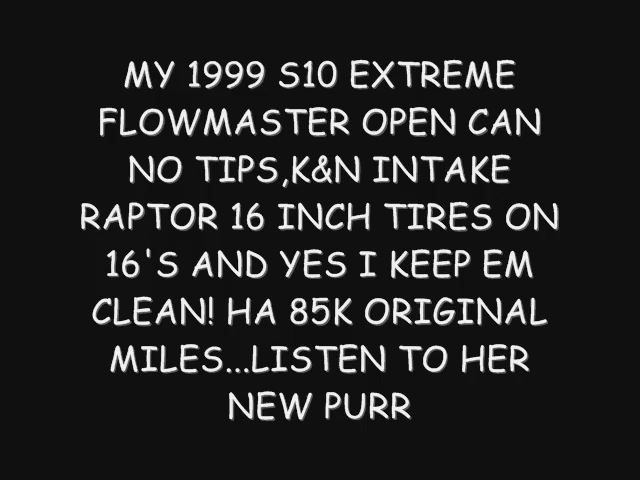 MY 1999 S10 EXTREME
FLOWMASTER OPEN CAN
NO TIPS,K&N INTAKE
RAPTOR 16 INCH TIRES ON
16'S AND YES I KEEP EM
CLEAN! HA 85K ORIGINAL
MILES...LISTEN TO HER
NEW PURR